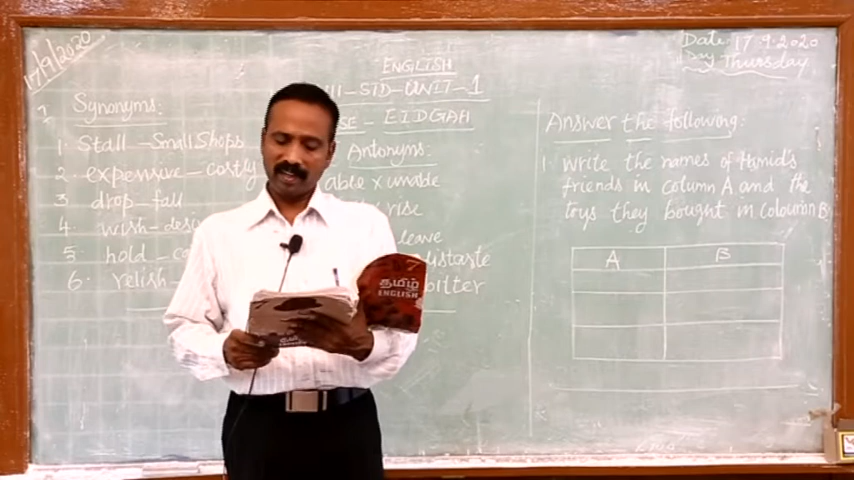 17/9/2020
ENGLISH
STD - UNIT - 1
EIDGAH
Synonyms
1. Stall – Small Shops
2. expensive – costly
3. drop – fall
4. wish –
5. hold –
6. relish –
Antonyms
able x unable
rise
leave
bitter
Date 17.9.2020
Day Thursday
Answer the following:
1 Write the names of Hamid's
friends in column A and the
toys they bought in column B
A B
7
தமிழ்
ENGLISH